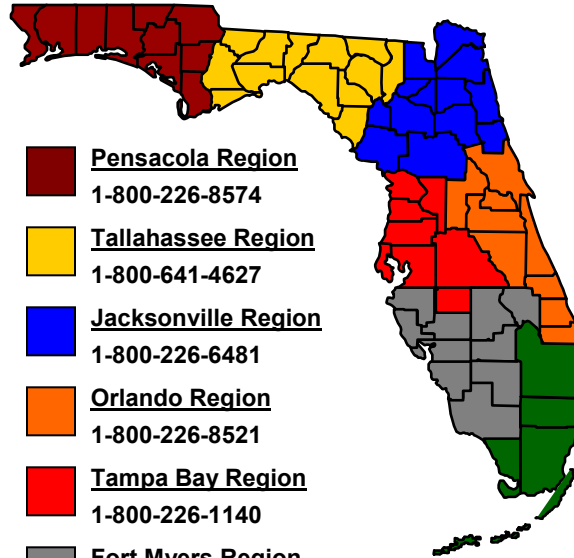 Pensacola Region
1-800-226-8574
Tallahassee Region
1-800-641-4627
Jacksonville Region
1-800-226-6481
Orlando Region
1-800-226-8521
Tampa Bay Region
1-800-226-1140
Fort Myers Region